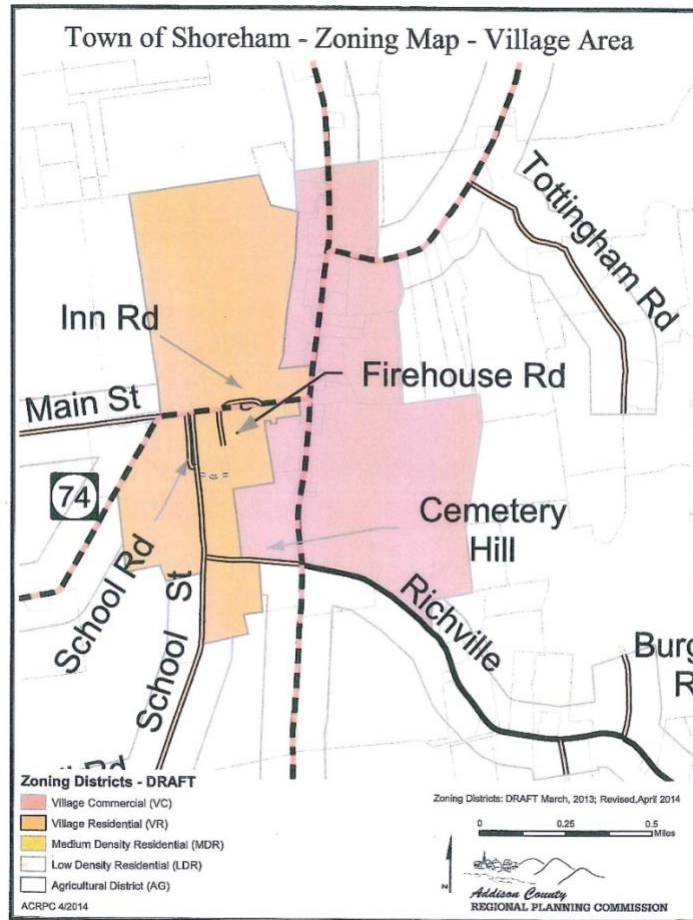 Town of Shoreham - Zoning Map - Village Area
Tottingham Rd
Inn Rd
Firehouse Rd
Main St
74
Cemetery
Hill
School Rd
School St
Richville
Burg
R
Rd
Zoning Districts - DRAFT
Village Commercial (VC)
Village Residential (VR)
Medium Density Residential (MDR)
Low Density Residential (LDR)
Agricultural District (AG)
ACRPC 4/2014
Zoning Districts: DRAFT March, 2013; Revised,April 2014
0 0.25 0.5
Miles
N
Addison County
REGIONAL PLANNING COMMISSION